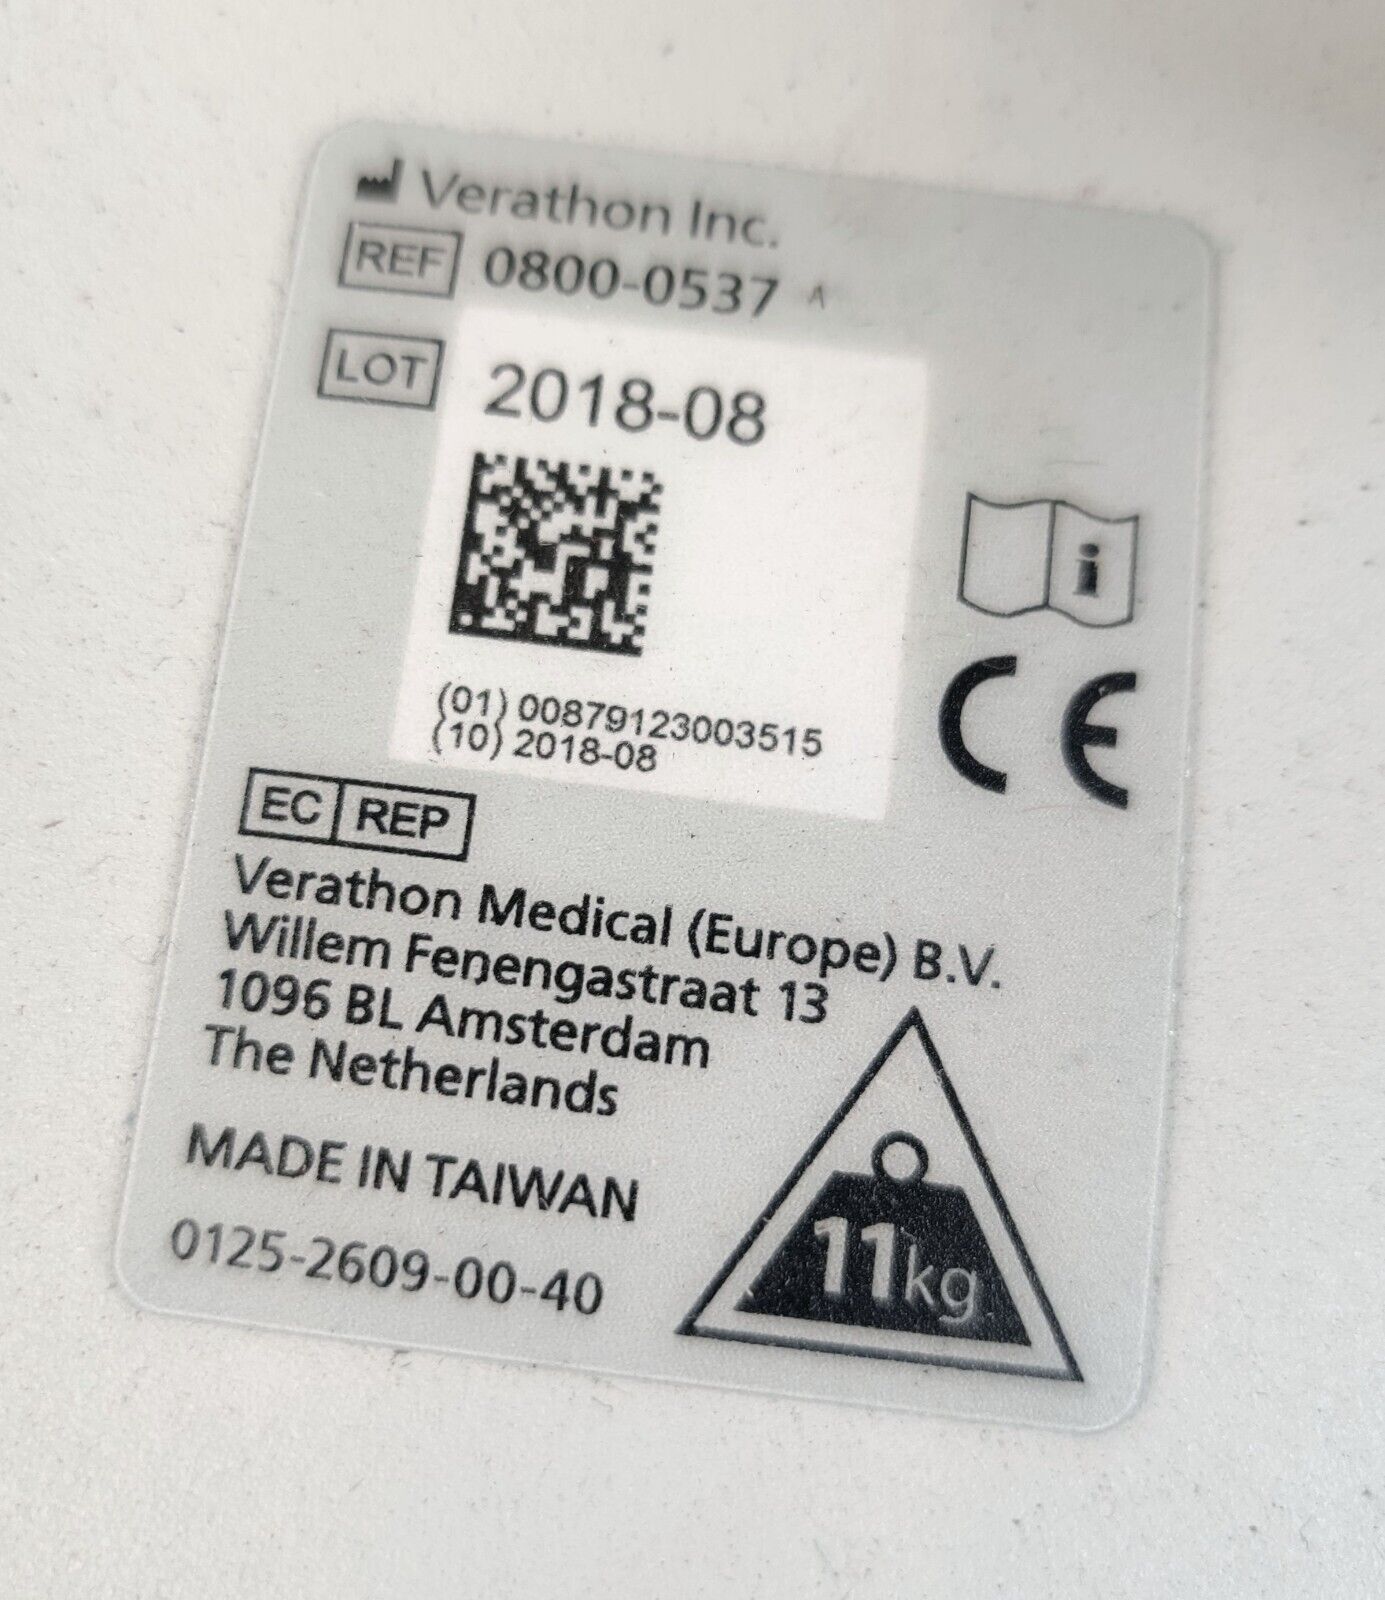 Verathon Inc.
REF 0800-0537 A
LOT 2018-08
(01) 00879123003515
(10) 2018-08
i
CE
EC REP
Verathon Medical (Europe) B.V.
Willem Fenengastraat 13
1096 BL Amsterdam
The Netherlands
MADE IN TAIWAN
0125-2609-00-40
11kg